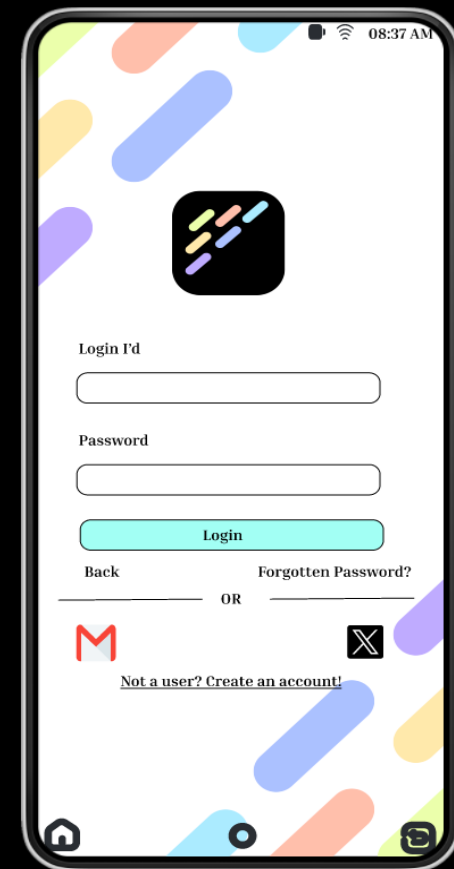 08:37 AM
Login I'd
Password
Login
Back Forgotten Password?
OR
Not a user? Create an account!